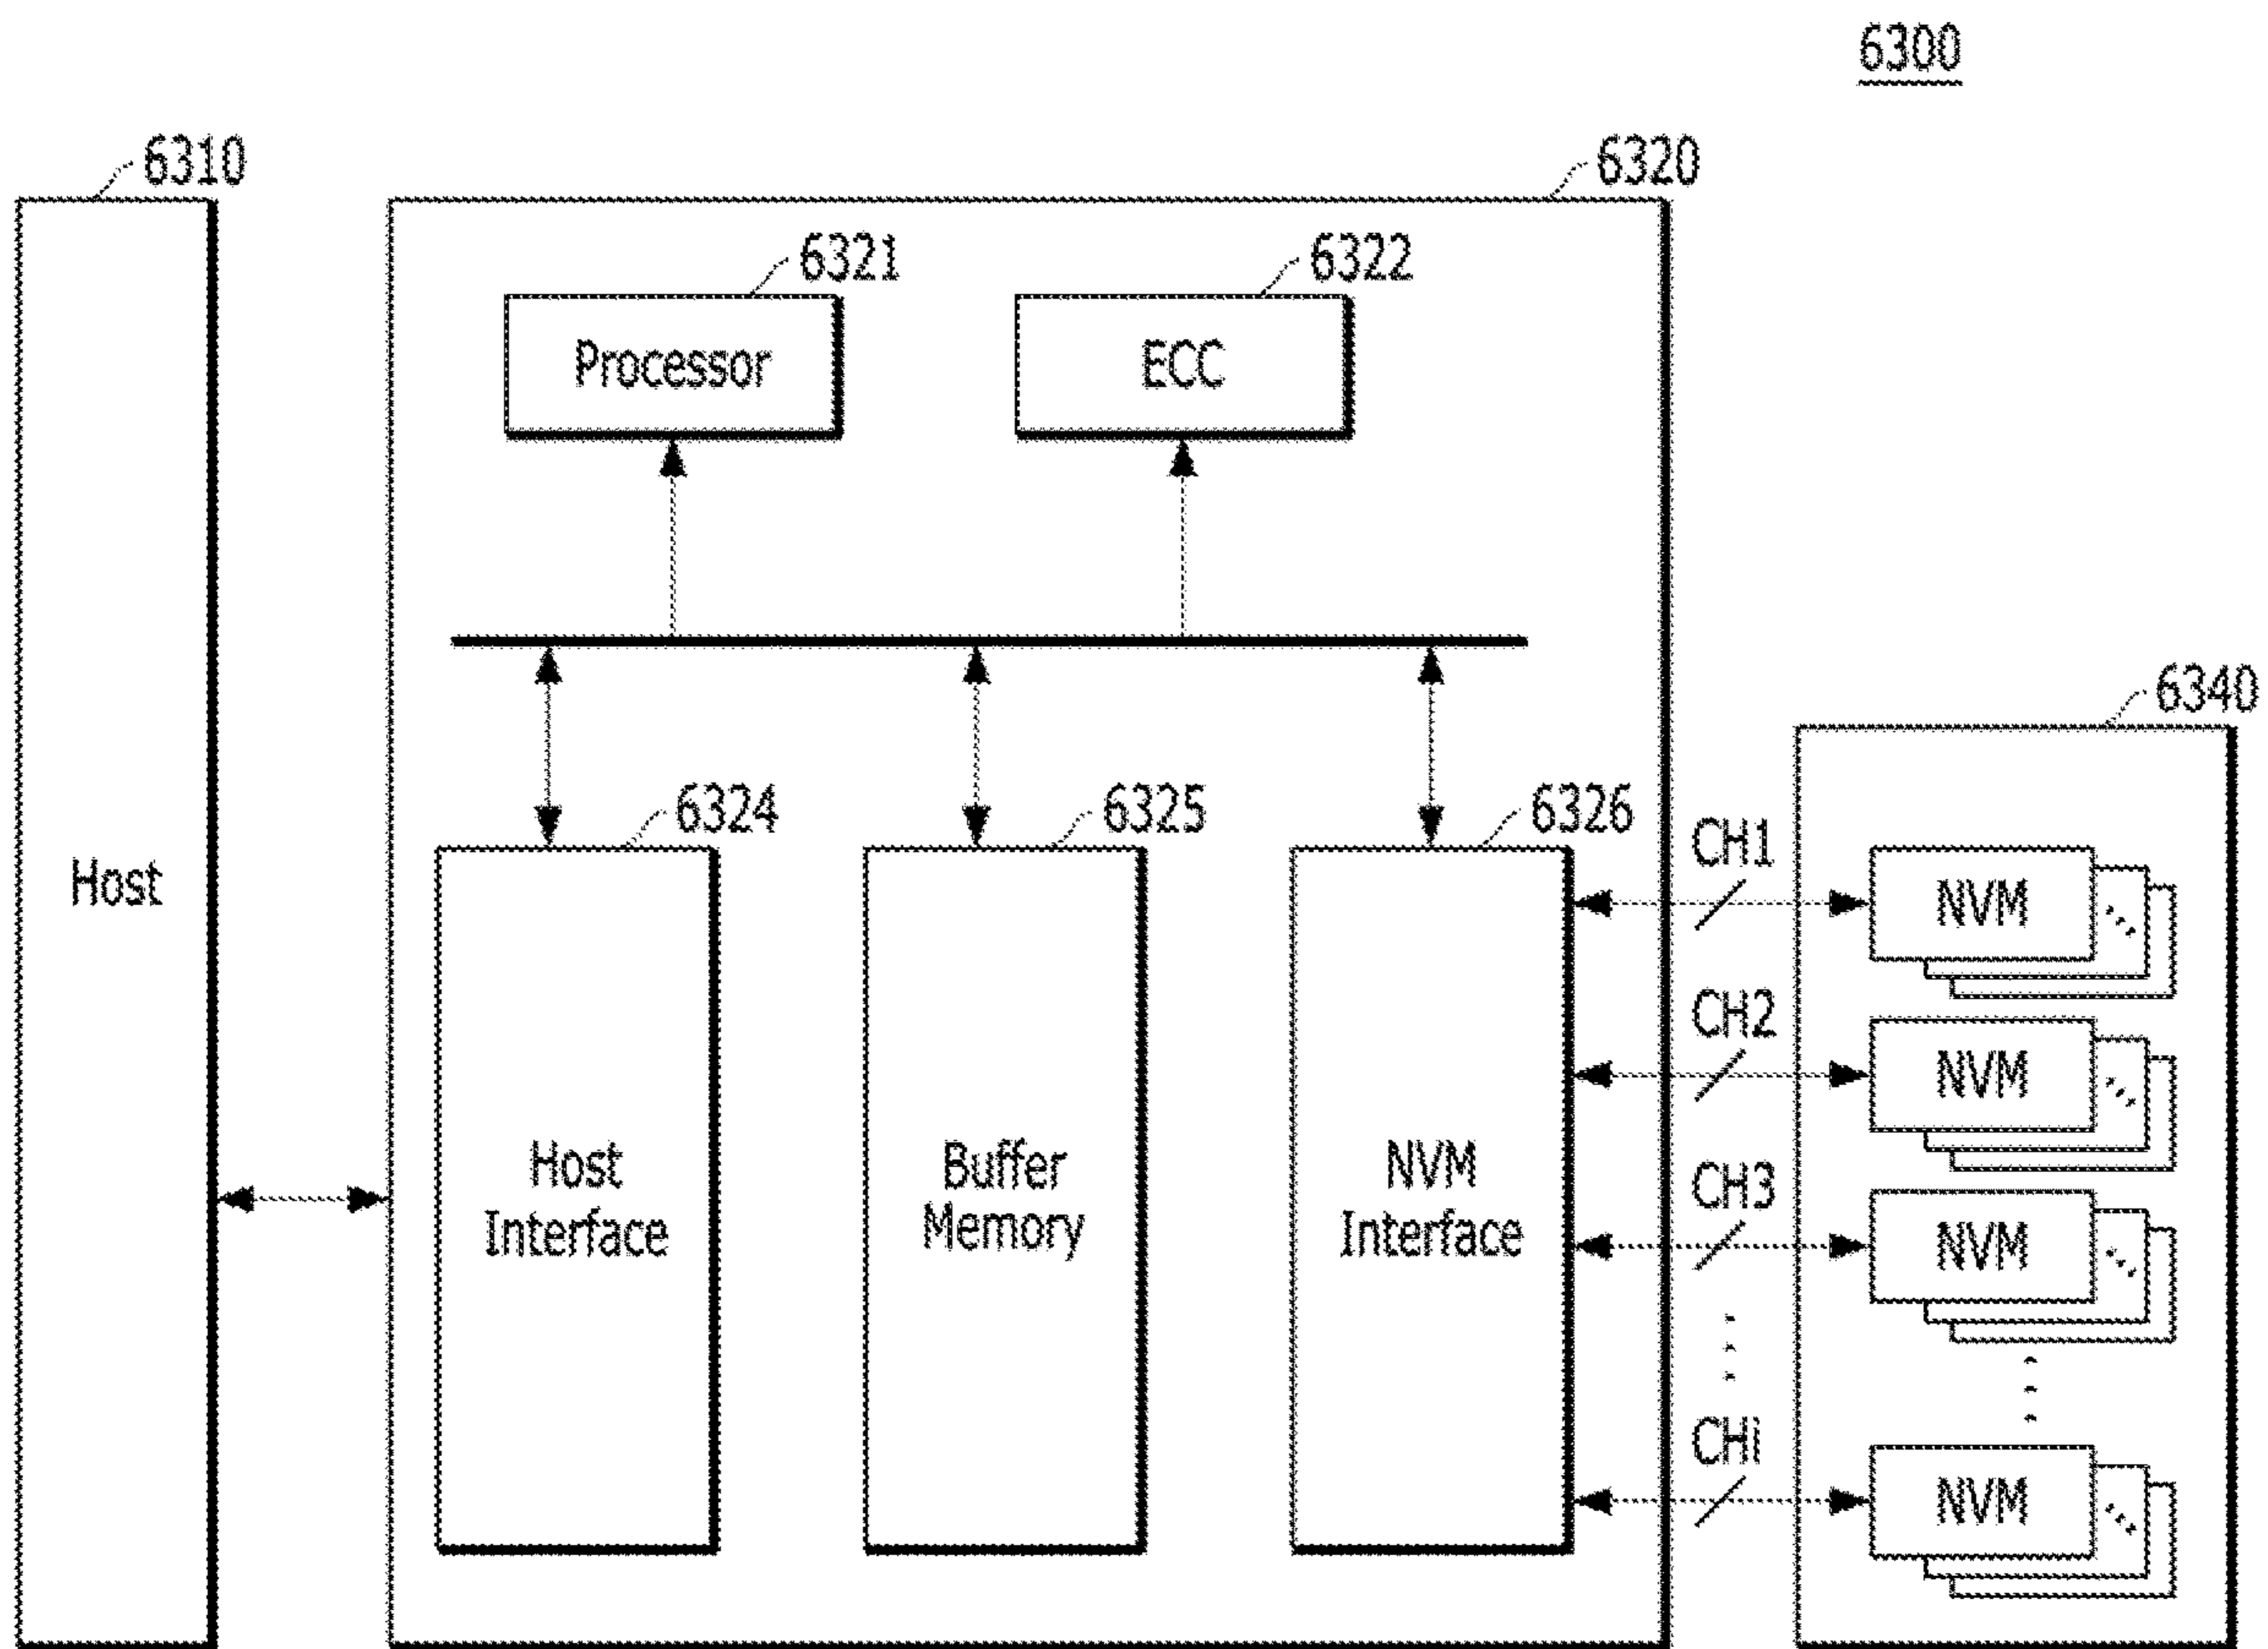 6300
6310
6320
6321
6322
Processor
ECC
6340
6324
6325
6326
CH1
Host
NVM
CH2
NVM
Host
Interface
Buffer
Memory
NVM
Interface
CH3
NVM
CHi
NVM